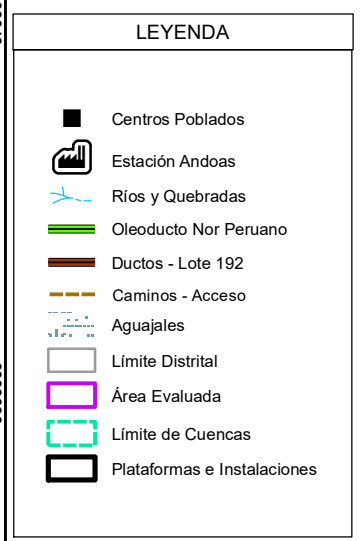 LEYENDA
Centros Poblados
Estación Andoas
Ríos y Quebradas
Oleoducto Nor Peruano
Ductos - Lote 192
Caminos - Acceso
Aguajales
Límite Distrital
Área Evaluada
Límite de Cuencas
Plataformas e Instalaciones